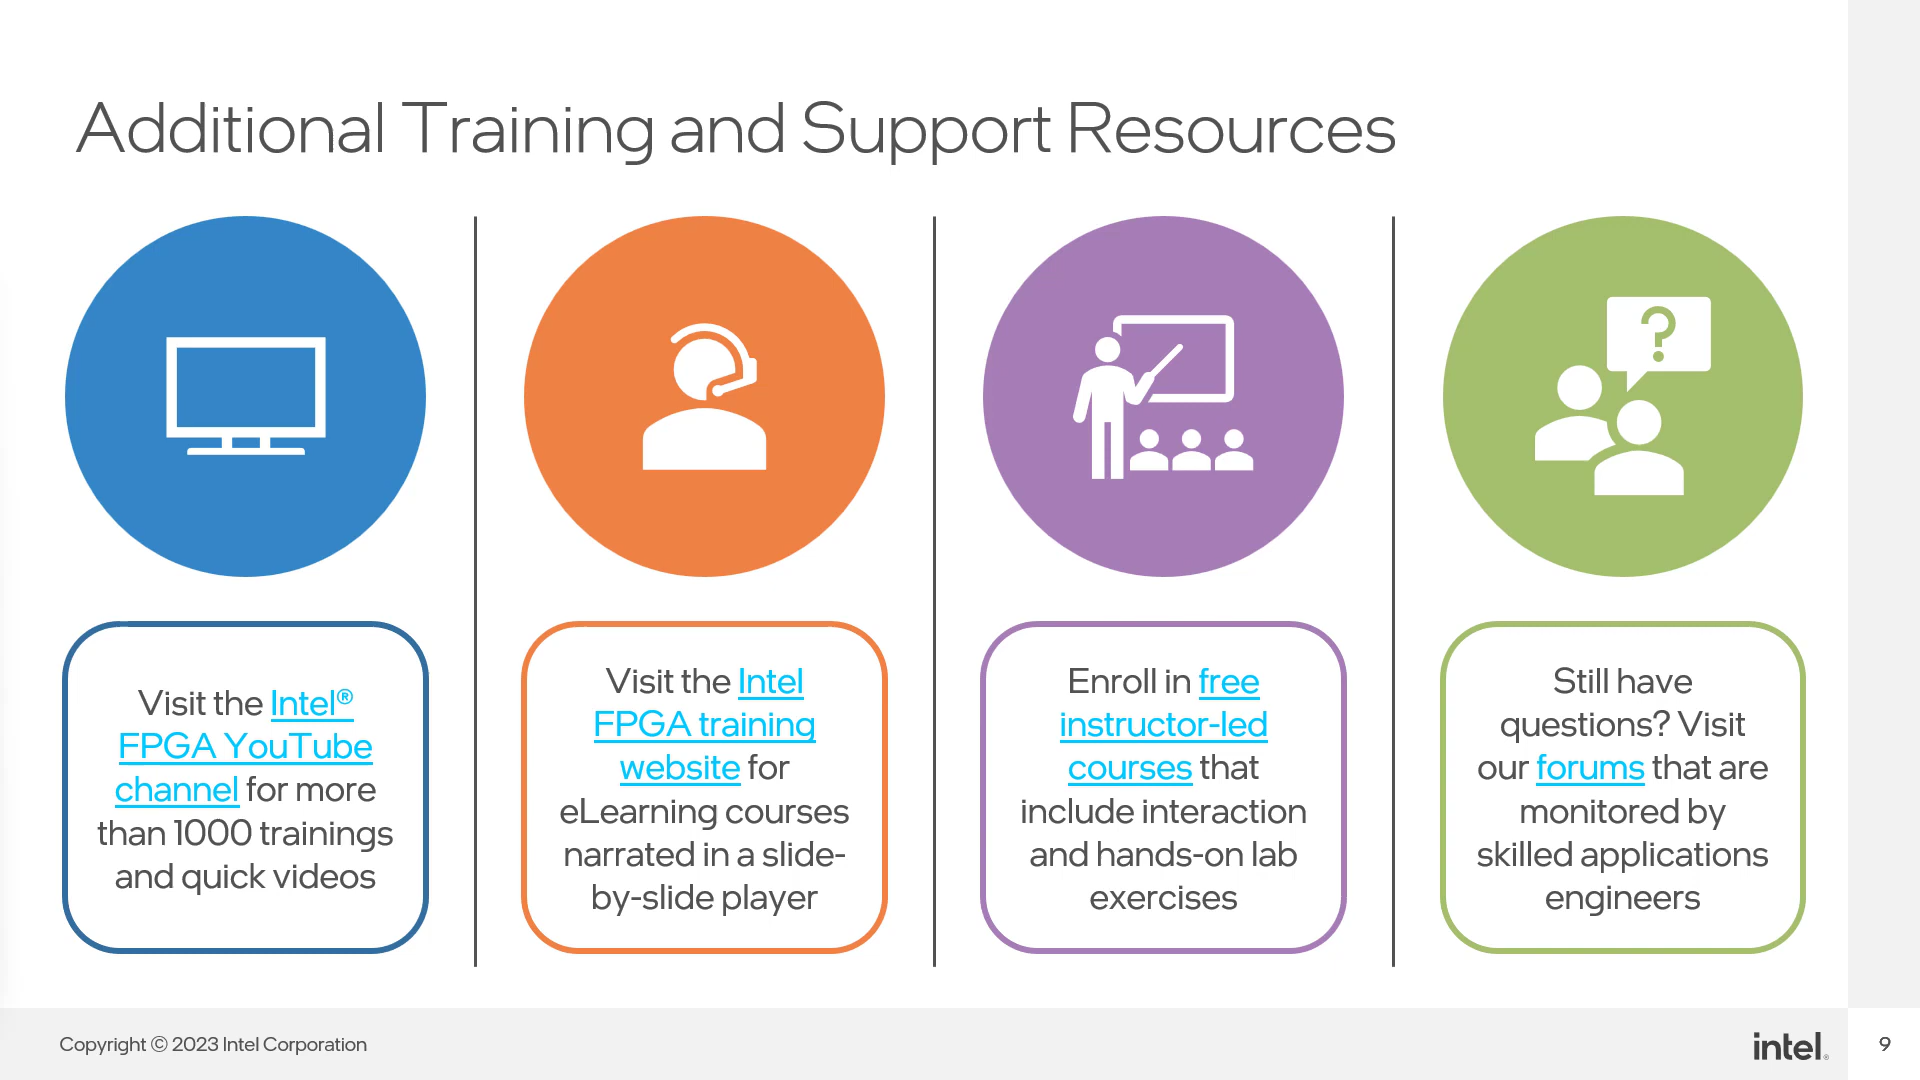 Additional Training and Support Resources
?
Visit the Intel®
FPGA YouTube
channel for more
than 1000 trainings
and quick videos
Visit the Intel
FPGA training
website for
eLearning courses
narrated in a slide-
by-slide player
Enroll in free
instructor-led
courses that
include interaction
and hands-on lab
exercises
Still have
questions? Visit
our forums that are
monitored by
skilled applications
engineers
Copyright © 2023 Intel Corporation
intel®
9